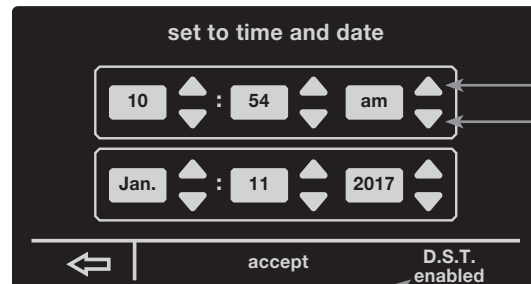 set to time and date
10 : 54 am
Jan. : 11 2017
accept
D.S.T.
enabled